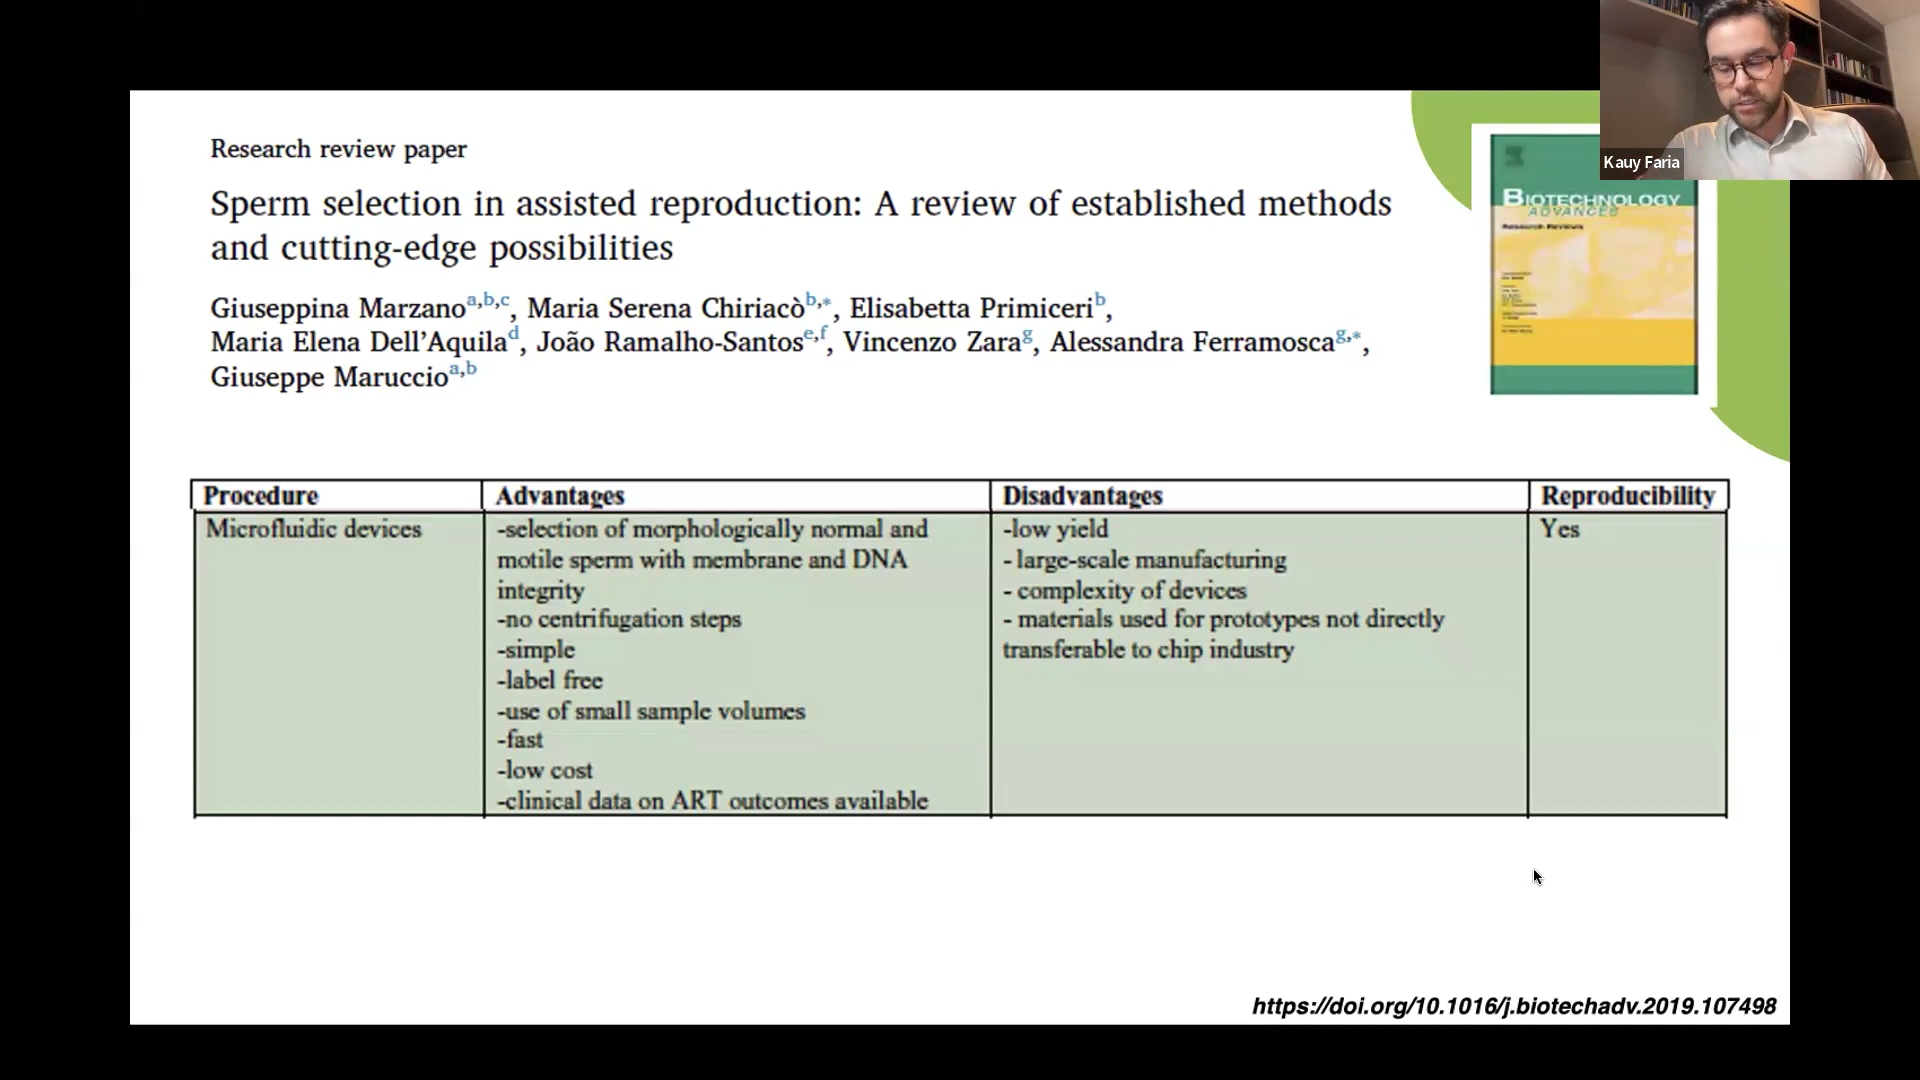 Kauy Faria
Research review paper
Sperm selection in assisted reproduction: A review of established methods
and cutting-edge possibilities
Giuseppina Marzano a,b,c, Maria Serena Chiriacò b,*, Elisabetta Primiceri b,
Maria Elena Dell'Aquila d, João Ramalho-Santos e,f, Vincenzo Zara g, Alessandra Ferramosca g,*,
Giuseppe Maruccio a,b
BIOTECHNOLOGY
ADVANCES
Research Reviews
Procedure Advantages Disadvantages Reproducibility
Microfluidic devices
-selection of morphologically normal and
motile sperm with membrane and DNA
integrity
-no centrifugation steps
-simple
-label free
-use of small sample volumes
-fast
-low cost
-clinical data on ART outcomes available
-low yield
- large-scale manufacturing
- complexity of devices
- materials used for prototypes not directly
transferable to chip industry
Yes
https://doi.org/10.1016/j.biotechadv.2019.107498